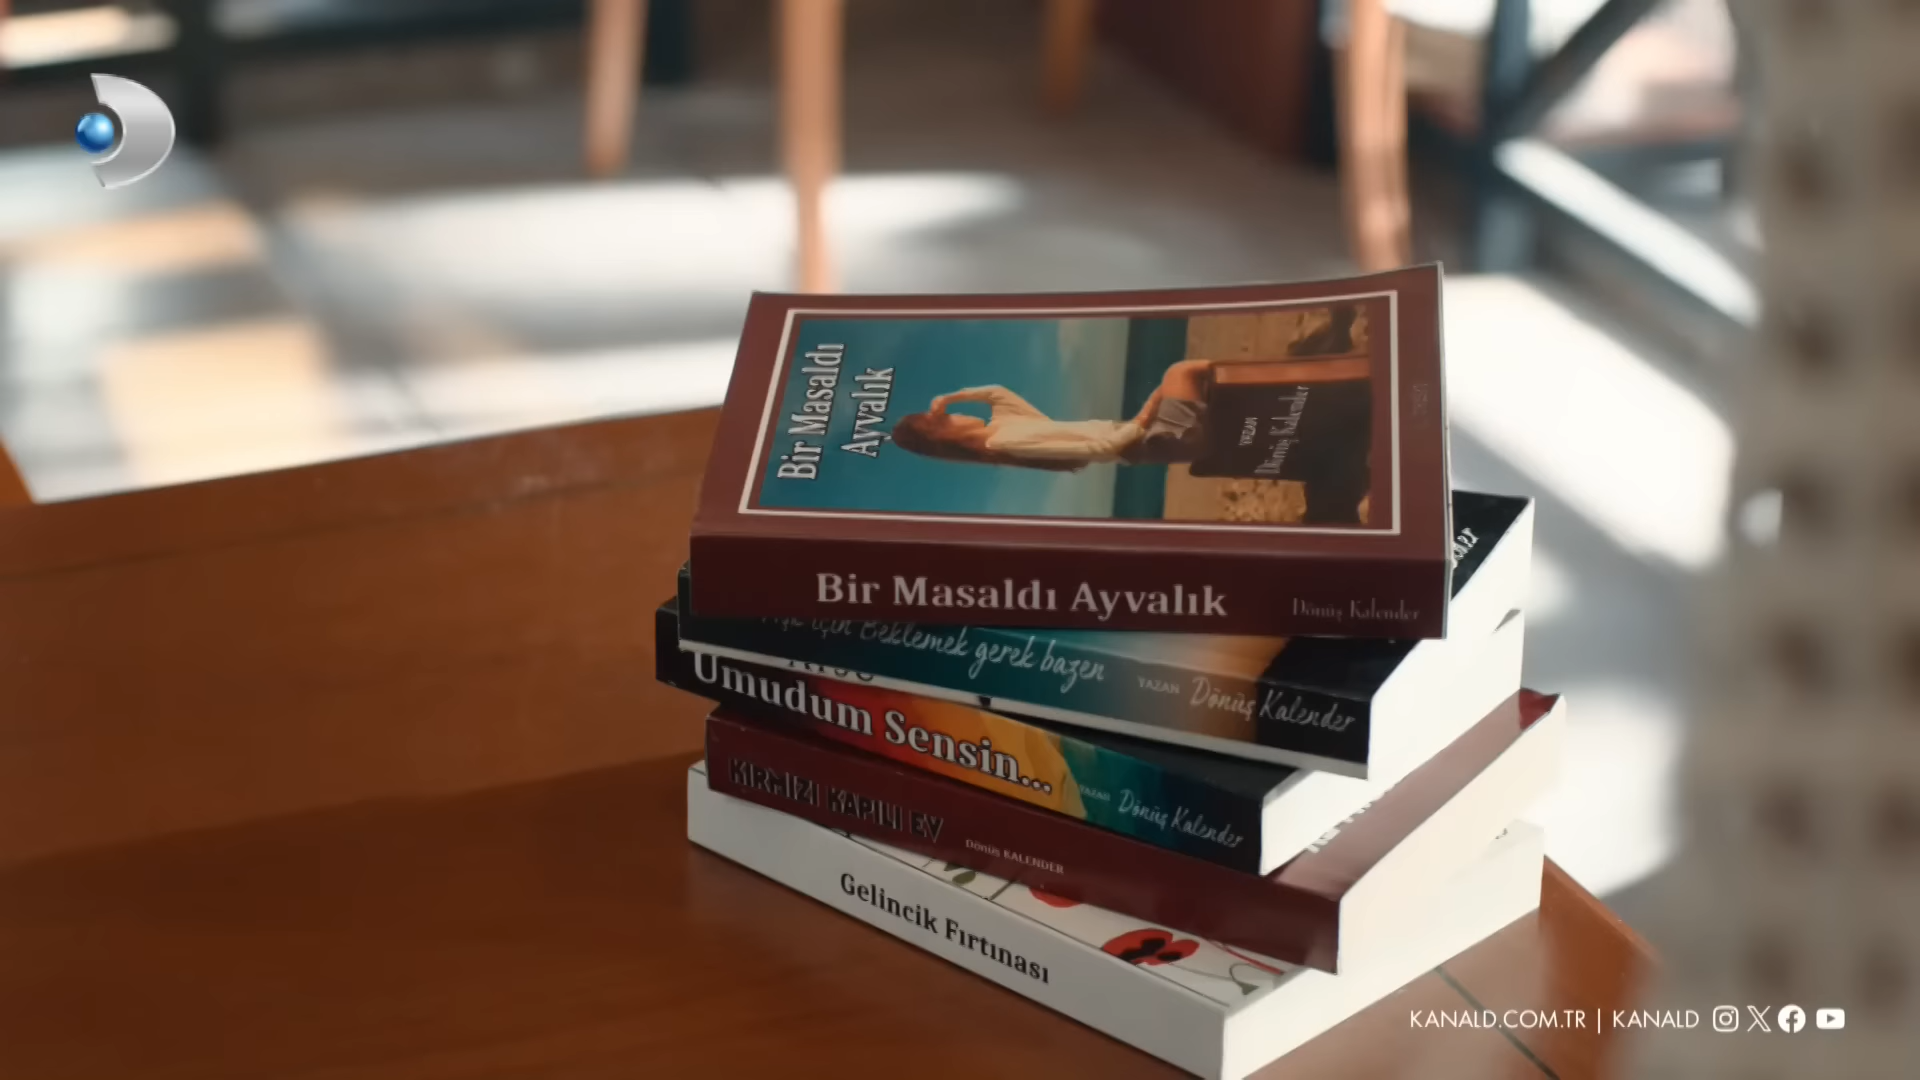 Bir Masaldı
Ayvalık
YAZAN
Dönüş Kalender
Bir Masaldı Ayvalık Dönüş Kalender
için Beklemek gerek bazen YAZAN Dönüş Kalender
Umudum Sensin... YAZAN Dönüş Kalender
KIRMIZI KAPILI EV Dönüş KALENDER
Gelincik Fırtınası
KANALD.COM.TR | KANALD